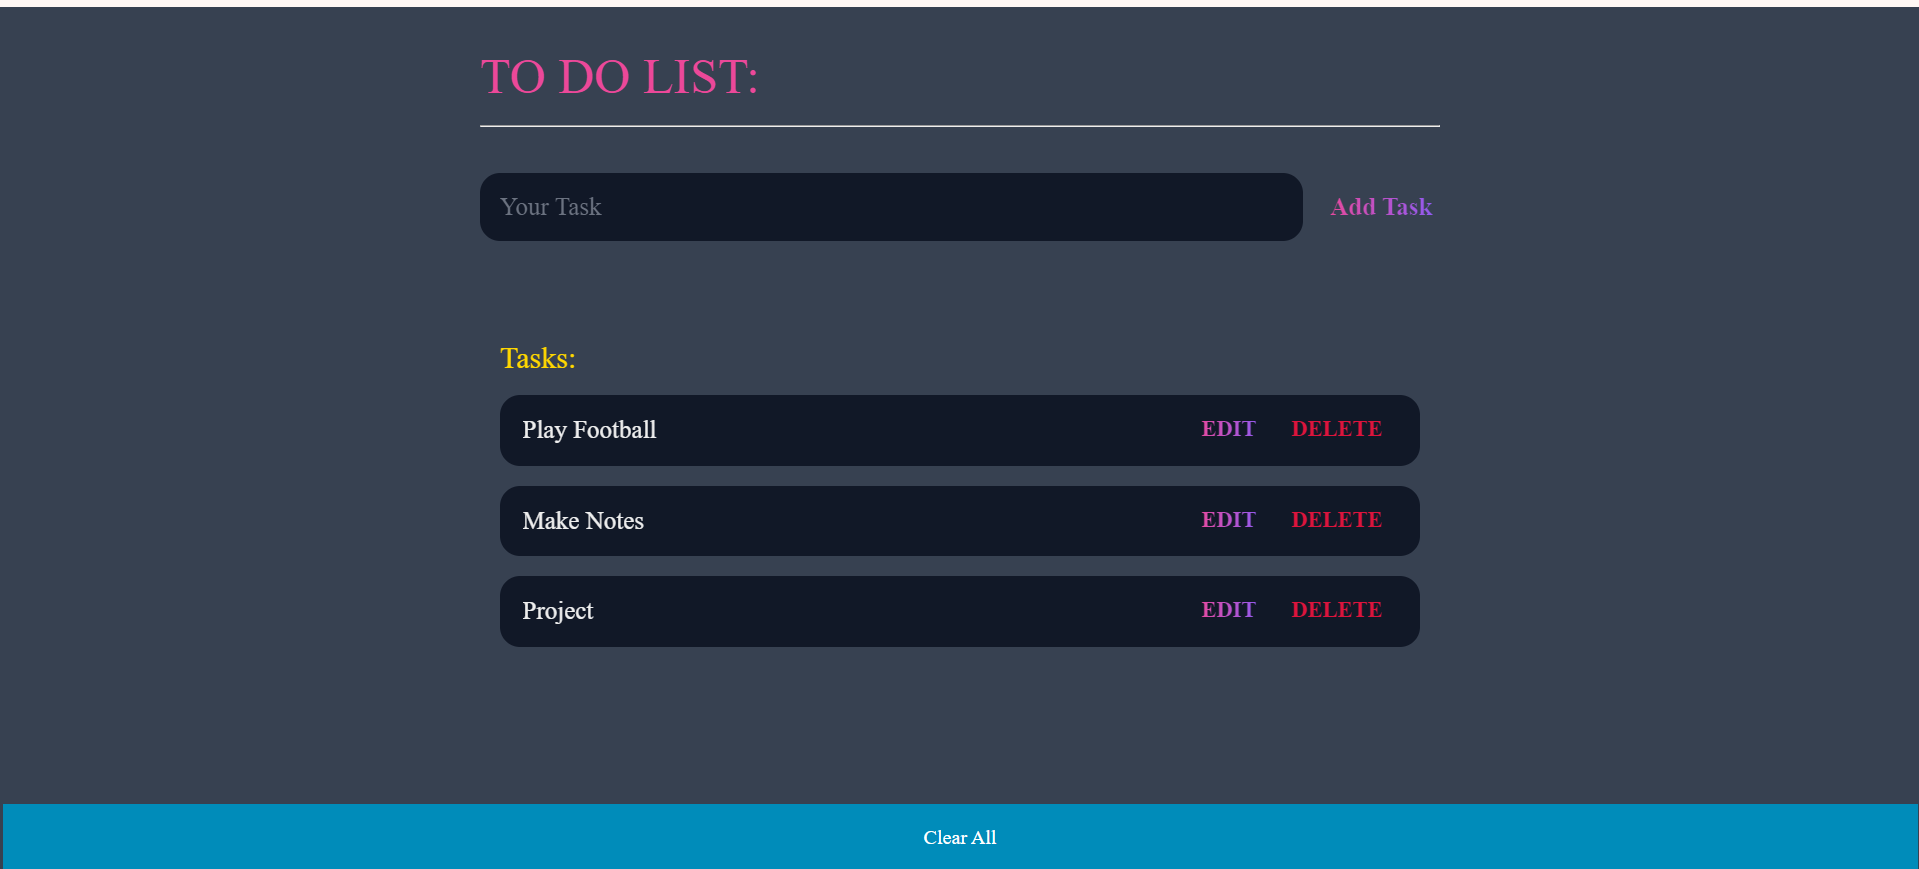 TO DO LIST:
Your Task
Add Task
Tasks:
Play Football EDIT DELETE
Make Notes EDIT DELETE
Project EDIT DELETE
Clear All